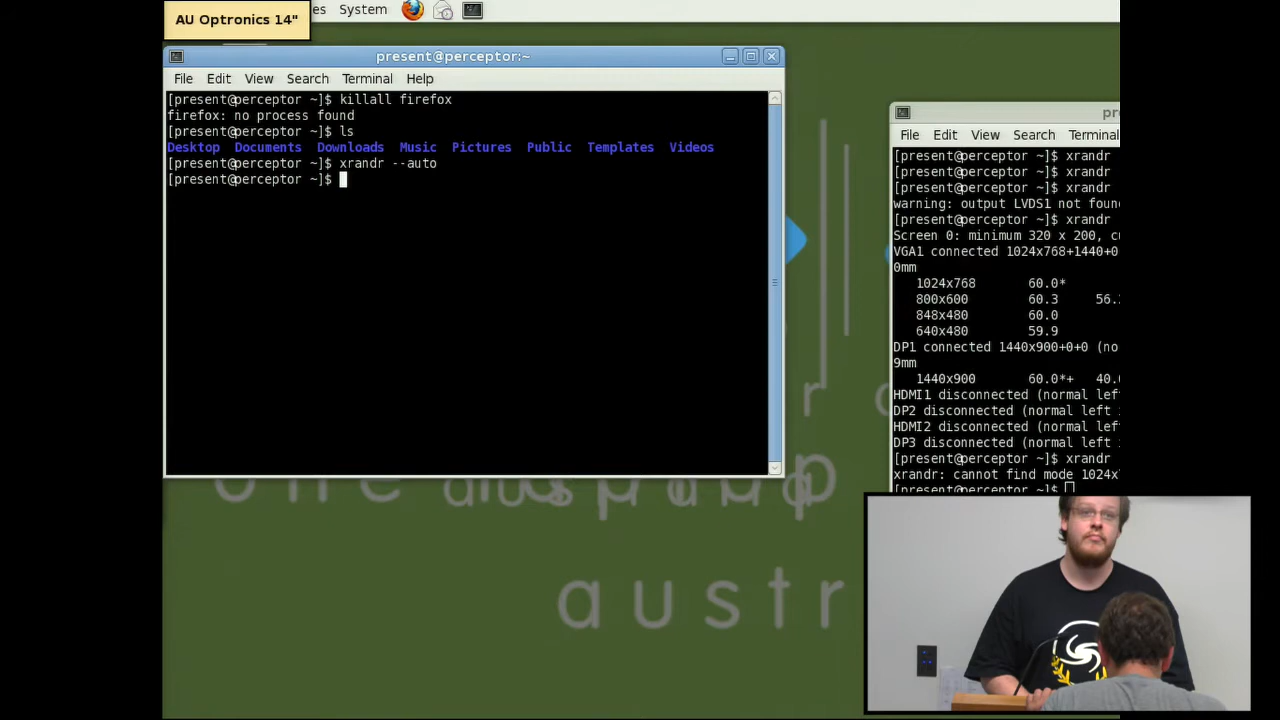 AU Optronics 14"
es System
present@perceptor:~
File Edit View Search Terminal Help
[present@perceptor ~]$ killall firefox
firefox: no process found
[present@perceptor ~]$ ls
Desktop Documents Downloads Music Pictures Public Templates Videos
[present@perceptor ~]$ xrandr --auto
[present@perceptor ~]$
pr
File Edit View Search Terminal
[present@perceptor ~]$ xrandr
[present@perceptor ~]$ xrandr
[present@perceptor ~]$ xrandr
warning: output LVDS1 not foun
[present@perceptor ~]$ xrandr
Screen 0: minimum 320 x 200, cu
VGA1 connected 1024x768+1440+0
0mm
1024x768 60.0*
800x600 60.3 56.
848x480 60.0
640x480 59.9
DP1 connected 1440x900+0+0 (no
9mm
1440x900 60.0*+ 40.
HDMI1 disconnected (normal lef
DP2 disconnected (normal left
HDMI2 disconnected (normal lef
DP3 disconnected (normal left
[present@perceptor ~]$ xrandr
xrandr: cannot find mode 1024x
[present@perceptor ~]$
austr